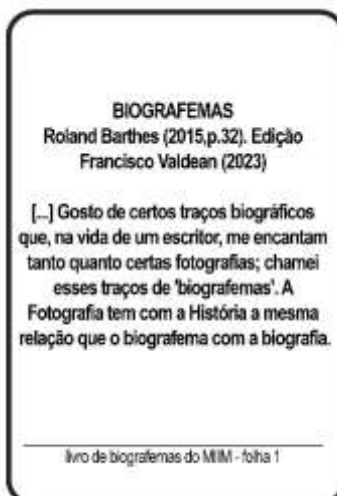 BIOGRAFEMAS
Roland Barthes (2015,p.32). Edição
Francisco Valdean (2023)
[...] Gosto de certos traços biográficos
que, na vida de um escritor, me encantam
tanto quanto certas fotografias; chamei
esses traços de 'biografemas'. A
Fotografia tem com a História a mesma
relação que o biografema com a biografia.
livro de biografemas do MIIM - folha 1